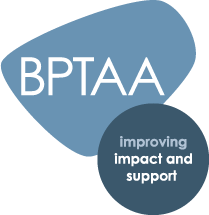 BPTAA
improving
impact and
support